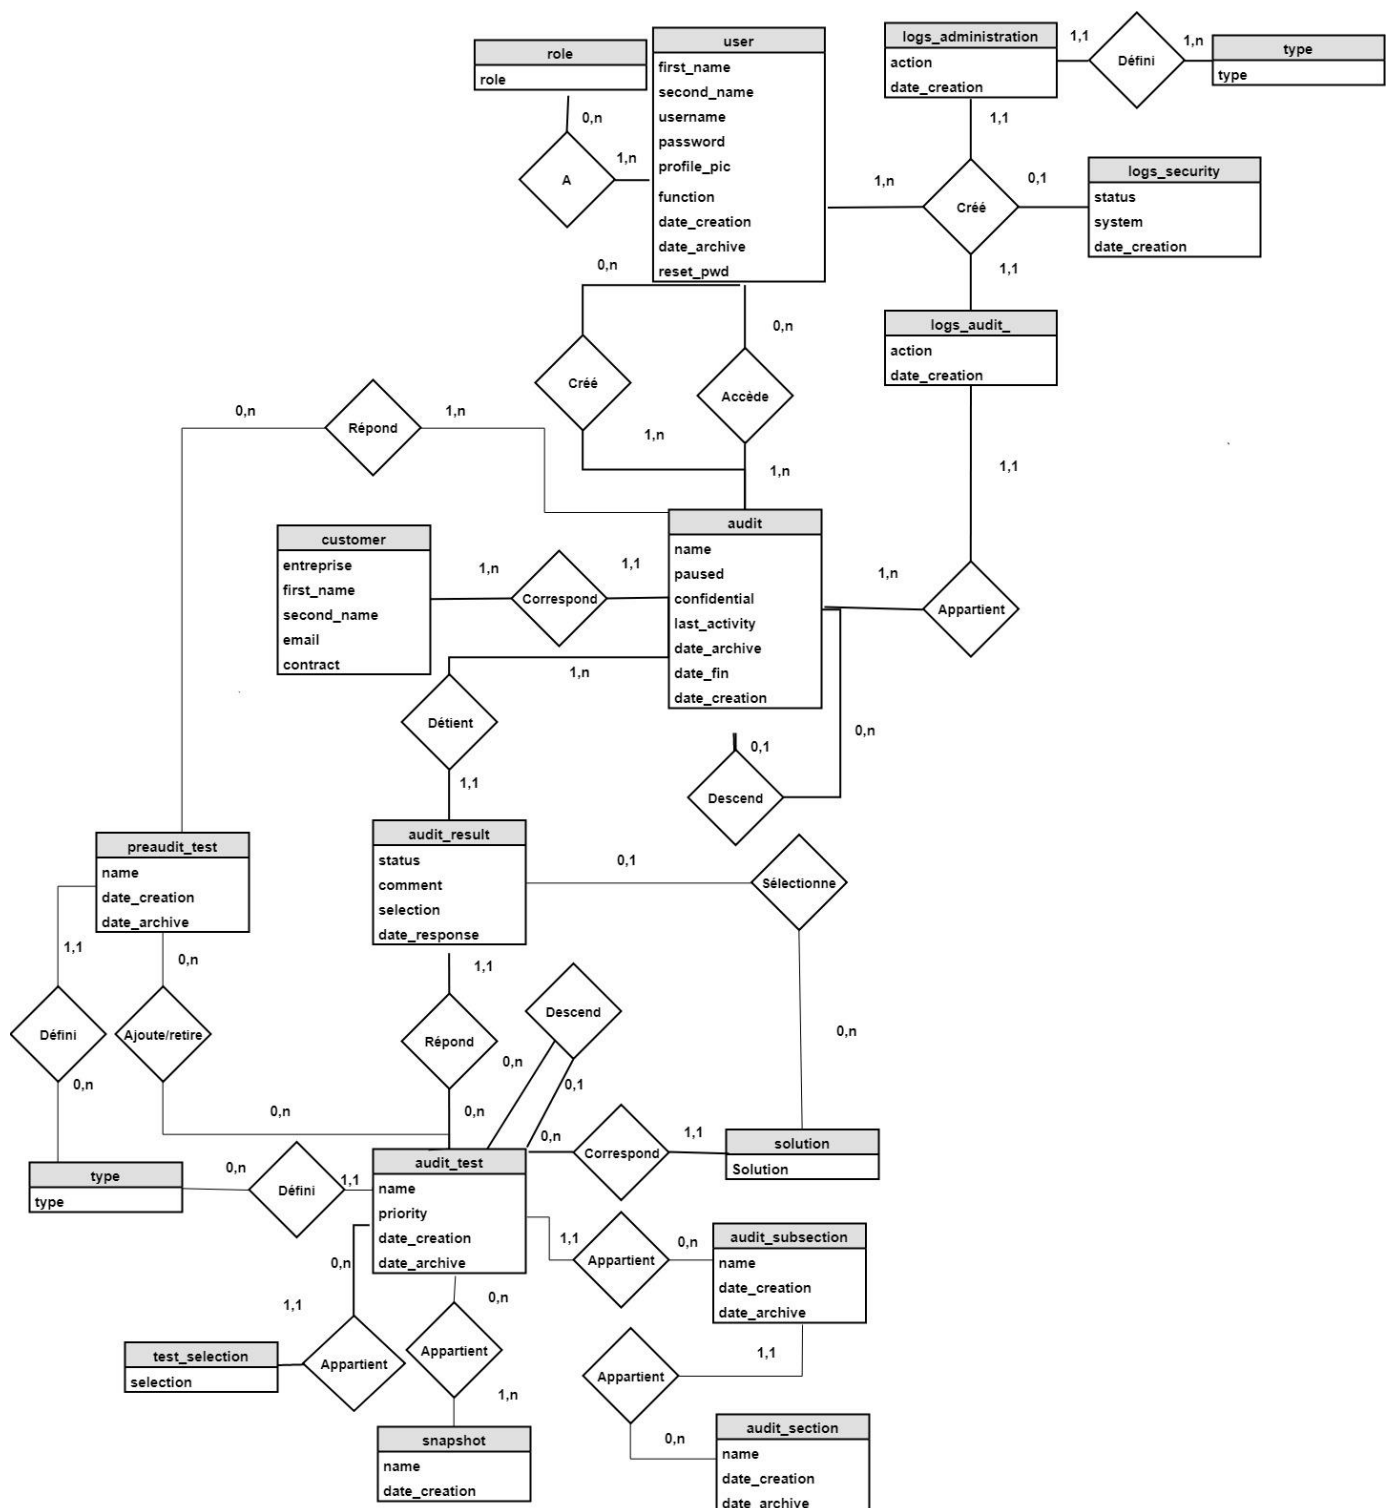 role
role
user
first_name
second_name
username
password
profile_pic
function
date_creation
date_archive
reset_pwd
logs_administration
action
date_creation
1,1
Défini
1,n
type
type
0,n
A
1,n
1,1
1,n
Créé
0,1
logs_security
status
system
date_creation
1,1
logs_audit_
action
date_creation
0,n
Créé
1,n
0,n
Accède
1,n
0,n
Répond
1,n
1,1
1,n
Appartient
customer
entreprise
first_name
second_name
email
contract
1,n
Correspond
1,1
audit
name
paused
confidential
last_activity
date_archive
date_fin
date_creation
1,n
Détient
1,1
0,1
Descend
0,n
preaudit_test
name
date_creation
date_archive
audit_result
status
comment
selection
date_response
0,1
Sélectionne
0,n
1,1
Défini
0,n
0,n
Ajoute/retire
0,n
1,1
Répond
0,n
Descend
0,n
0,1
0,n
Correspond
1,1
solution
Solution
type
type
0,n
Défini
1,1
audit_test
name
priority
date_creation
date_archive
1,1
Appartient
0,n
audit_subsection
name
date_creation
date_archive
0,n
1,1
Appartient
test_selection
selection
0,n
Appartient
1,n
snapshot
name
date_creation
1,1
Appartient
0,n
audit_section
name
date_creation
date_archive